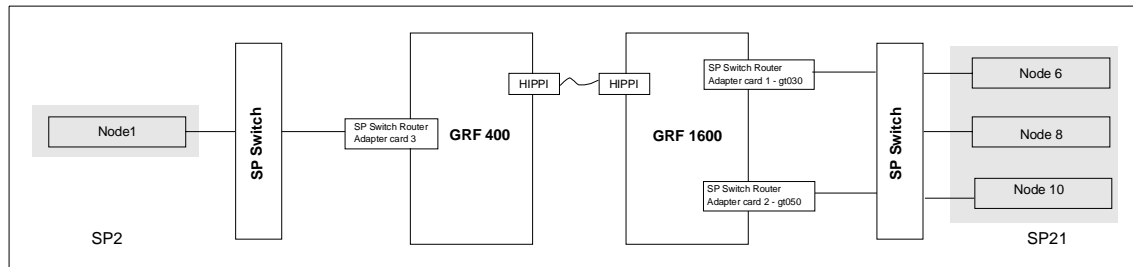 Node1
SP2
SP Switch
SP Switch Router
Adapter card 3
GRF 400
HIPPI
HIPPI
GRF 1600
SP Switch Router
Adapter card 1 - gt030
SP Switch Router
Adapter card 2 - gt050
SP Switch
Node 6
Node 8
Node 10
SP21